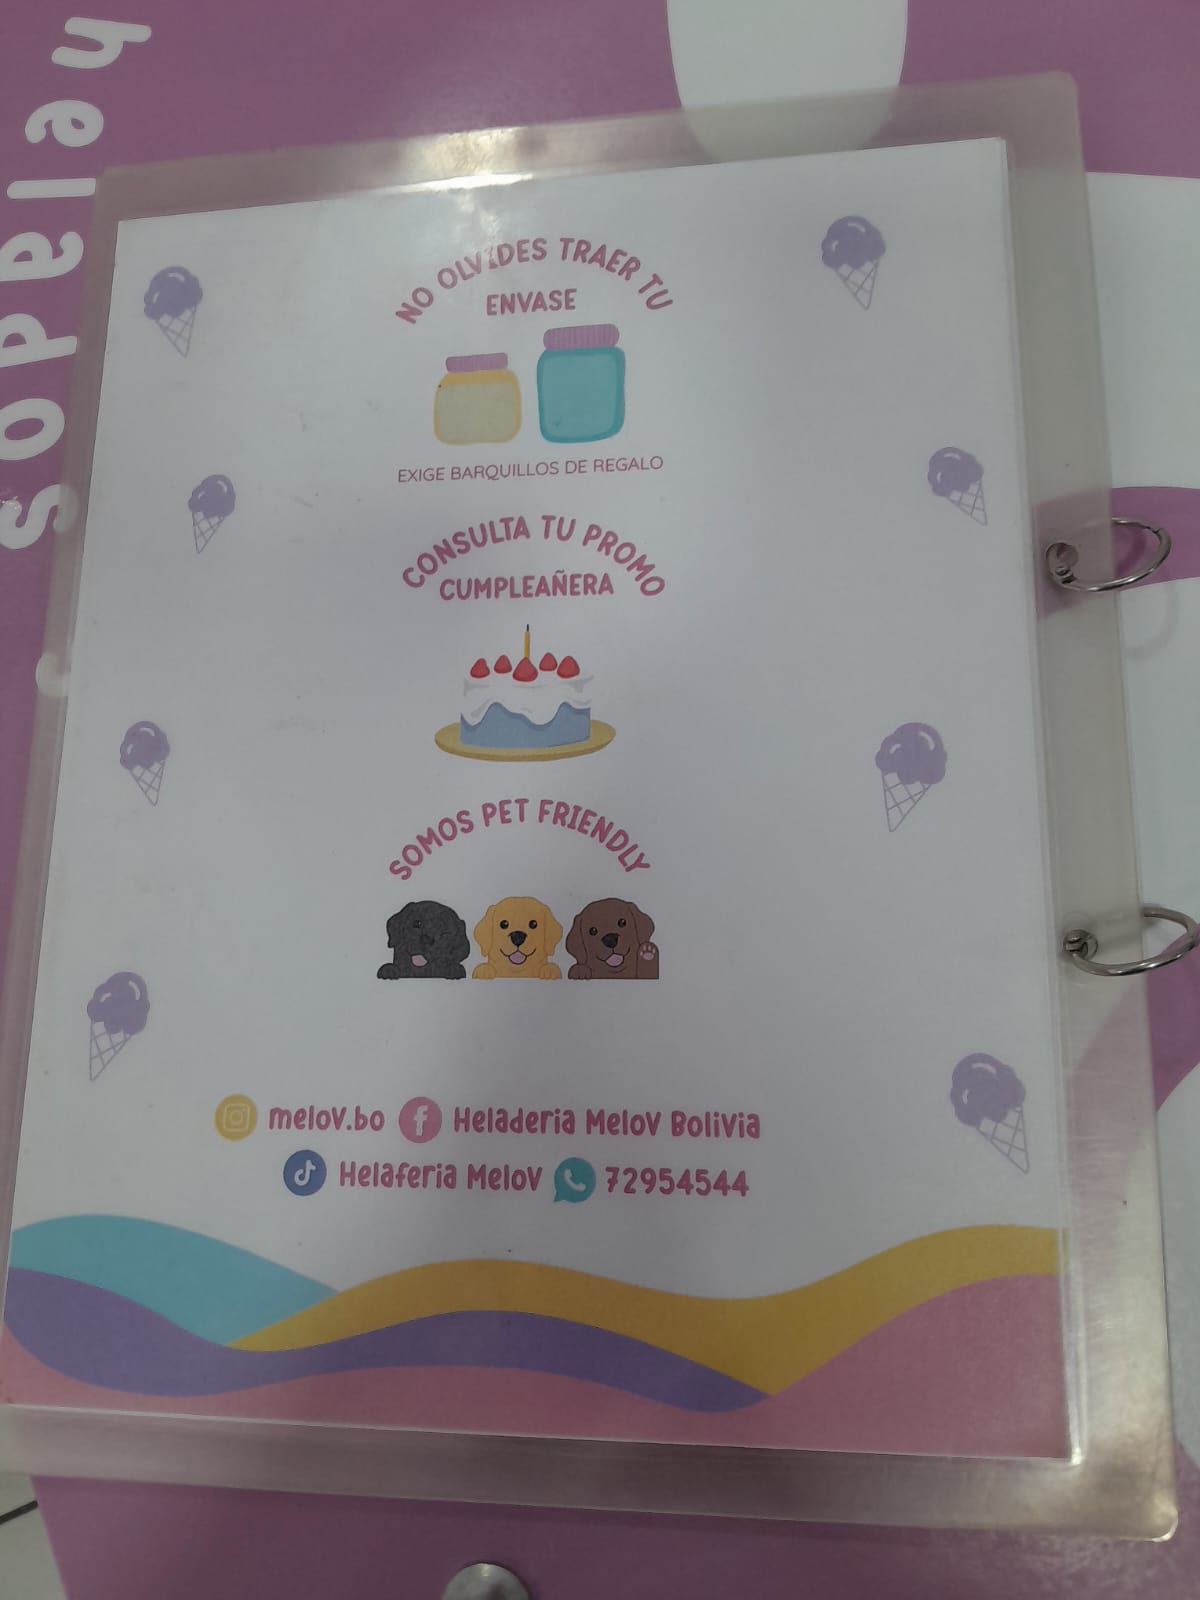 helados
NO OLVIDES TRAER TU
ENVASE
EXIGE BARQUILLOS DE REGALO
CONSULTA TU PROMO
CUMPLEAÑERA
SOMOS PET FRIENDLY
meloV.bo Heladeria MeloV Bolivia
Helaferia MeloV 72954544